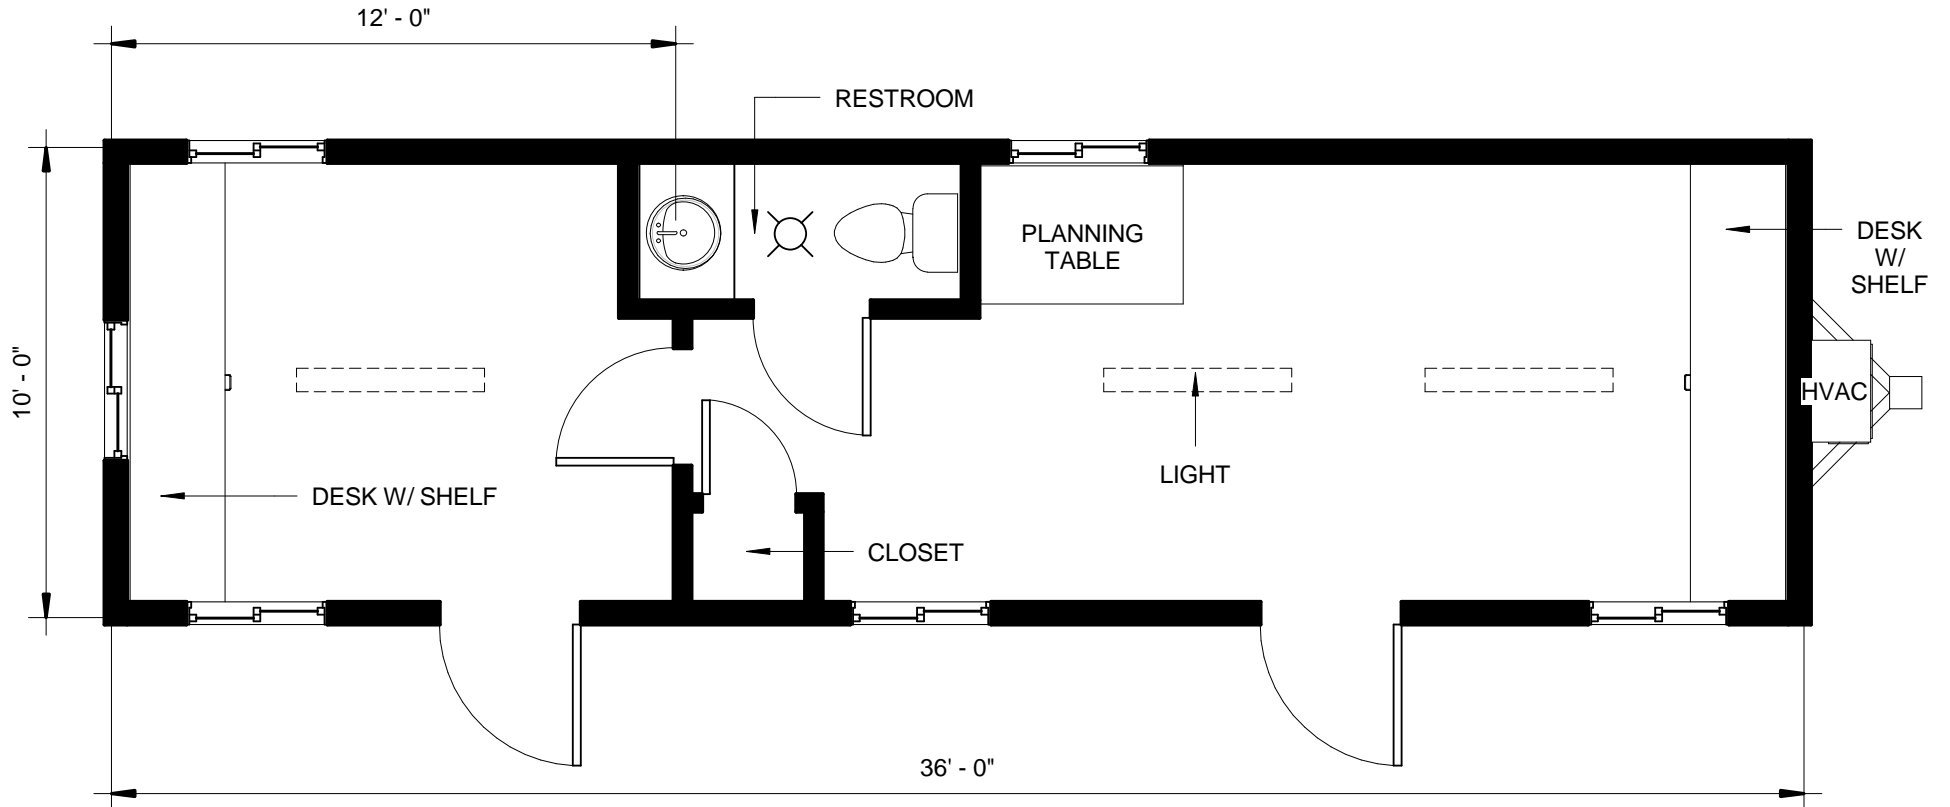 12' - 0"
RESTROOM
PLANNING
TABLE
DESK
W/
SHELF
10' - 0"
HVAC
LIGHT
DESK W/ SHELF
CLOSET
36' - 0"